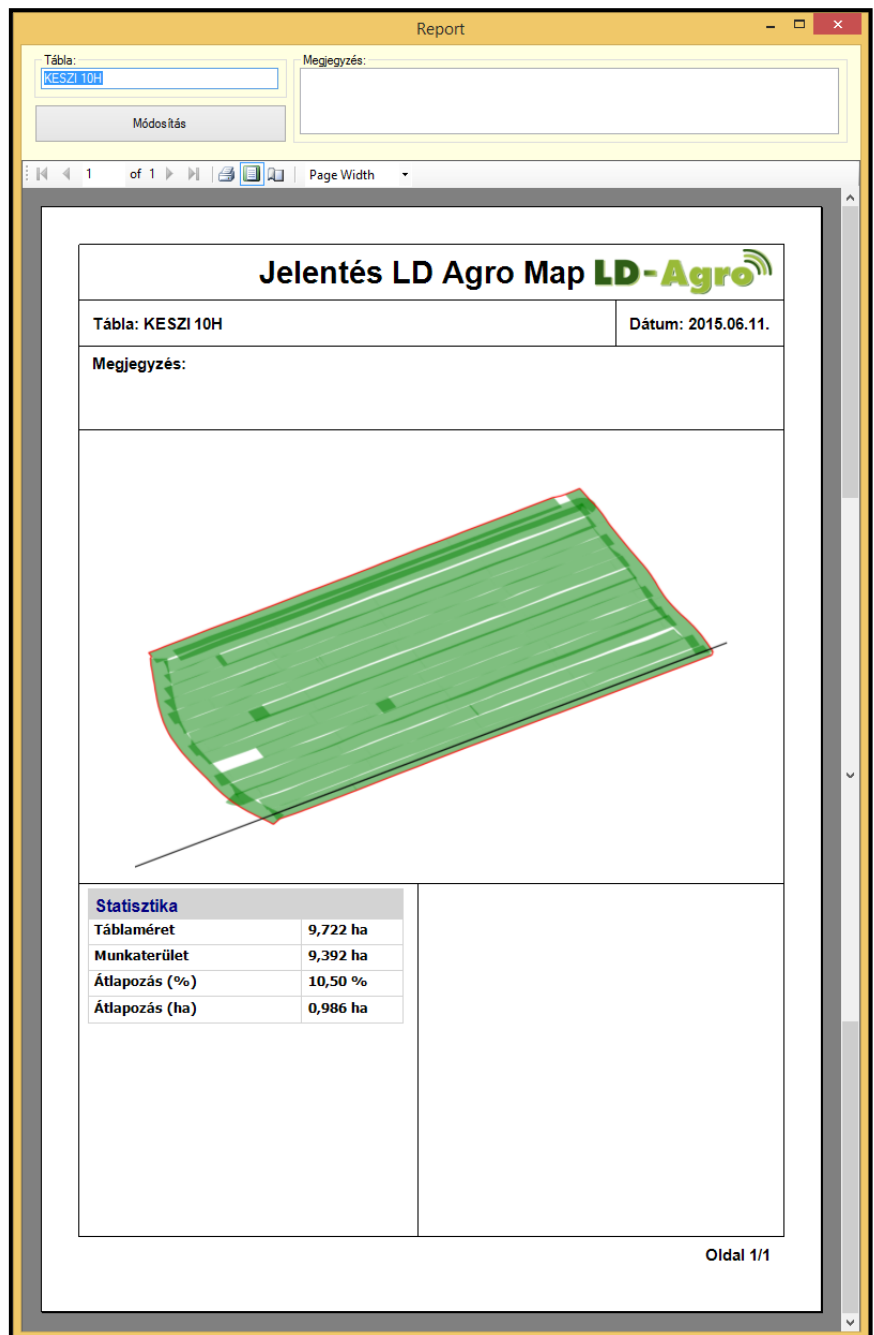 Report
Tábla:
KESZI 10H
Megjegyzés:
Módosítás
1 of 1 Page Width
Jelentés LD Agro Map LD-Agro
Tábla: KESZI 10H
Dátum: 2015.06.11.
Megjegyzés:
Statisztika
Táblaméret 9,722 ha
Munkaterület 9,392 ha
Átlapozás (%) 10,50 %
Átlapozás (ha) 0,986 ha
Oldal 1/1